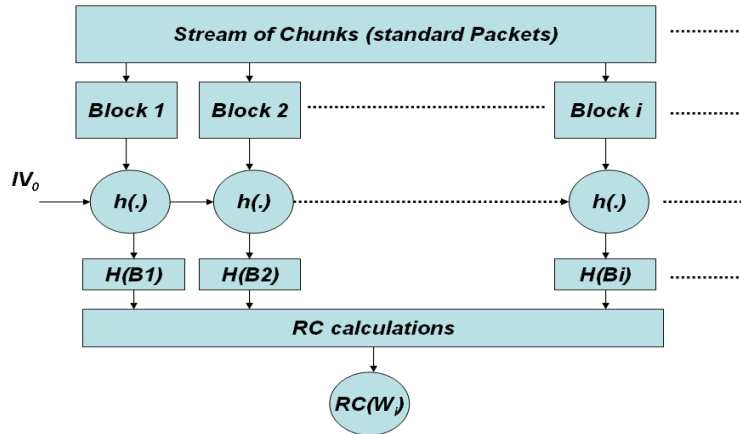 Stream of Chunks (standard Packets)
Block 1 Block 2 Block i
IV₀
h(.) h(.) h(.)
H(B1) H(B2) H(Bi)
RC calculations
RC(Wᵢ)